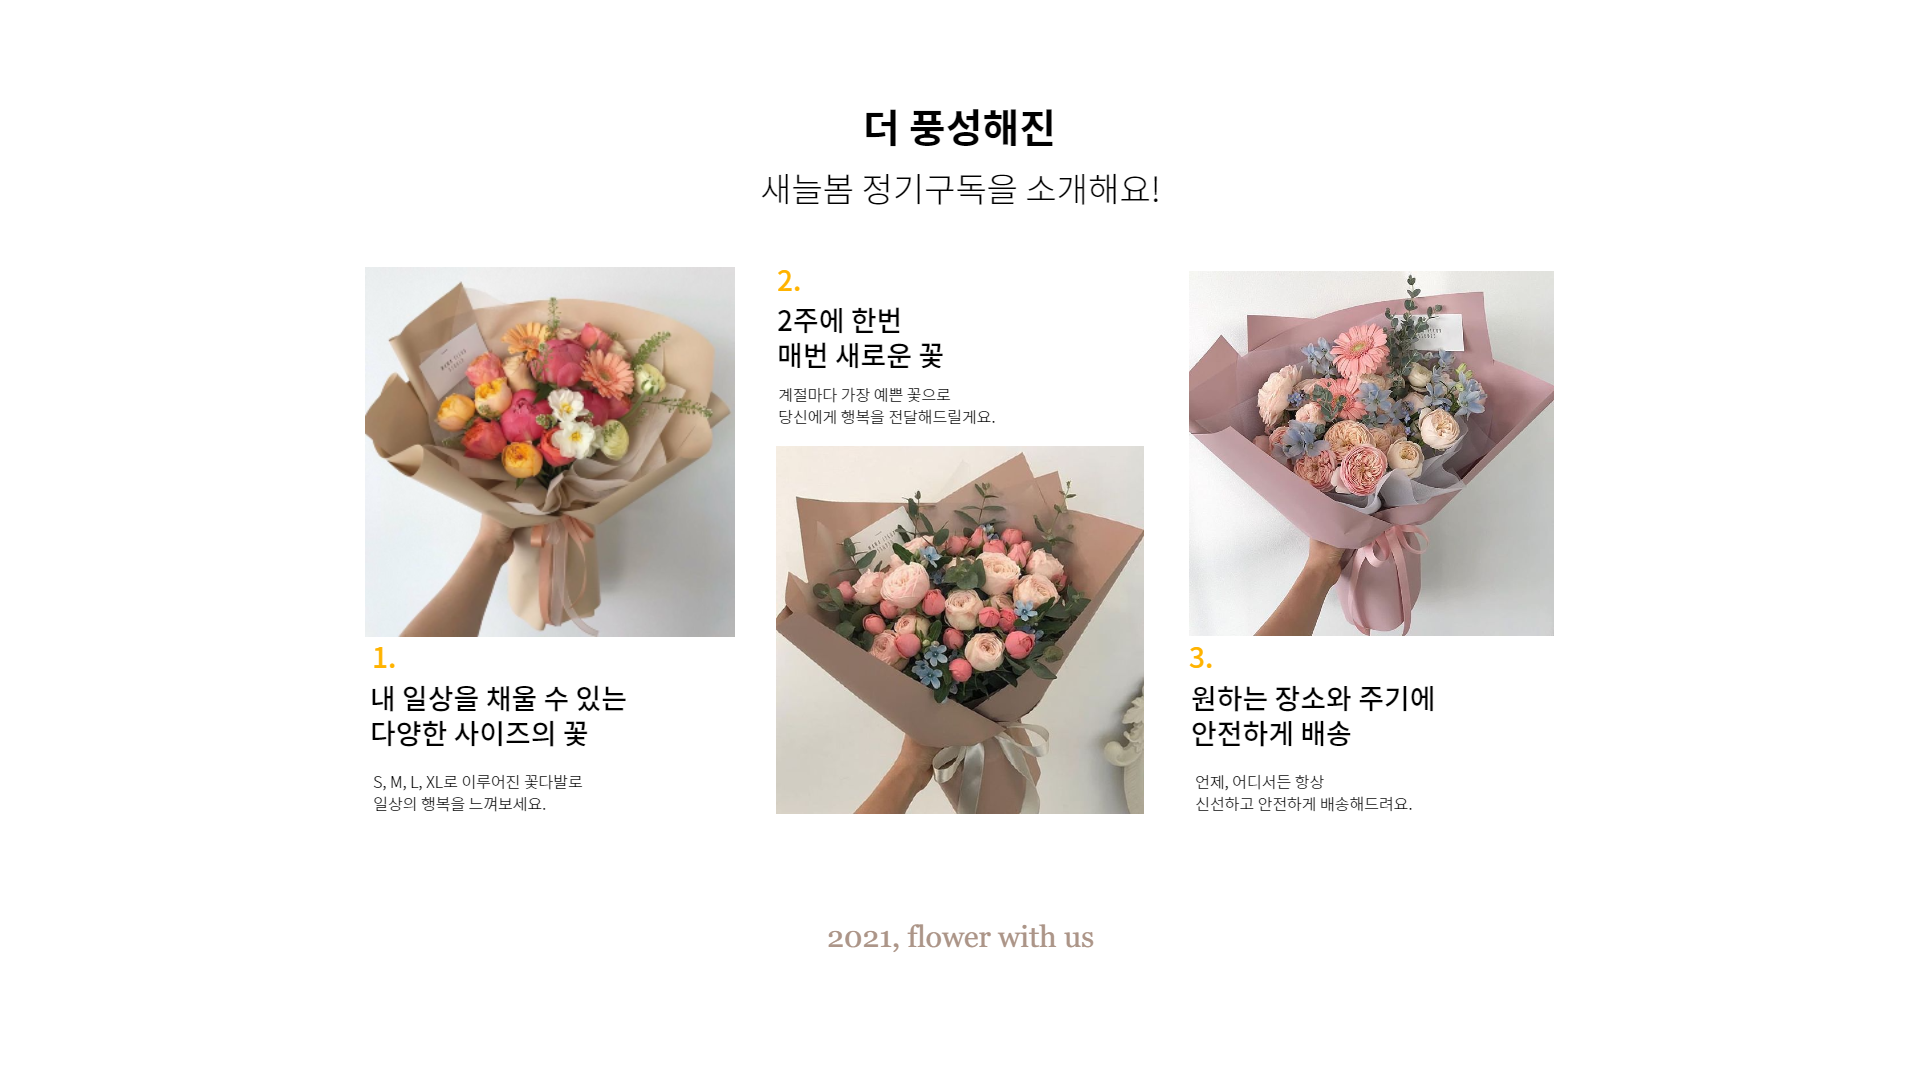 더 풍성해진
새늘봄 정기구독을 소개해요!
1.
내 일상을 채울 수 있는
다양한 사이즈의 꽃
S, M, L, XL로 이루어진 꽃다발로
일상의 행복을 느껴보세요.
2.
2주에 한번
매번 새로운 꽃
계절마다 가장 예쁜 꽃으로
당신에게 행복을 전달해드릴게요.
3.
원하는 장소와 주기에
안전하게 배송
언제, 어디서든 항상
신선하고 안전하게 배송해드려요.
2021, flower with us